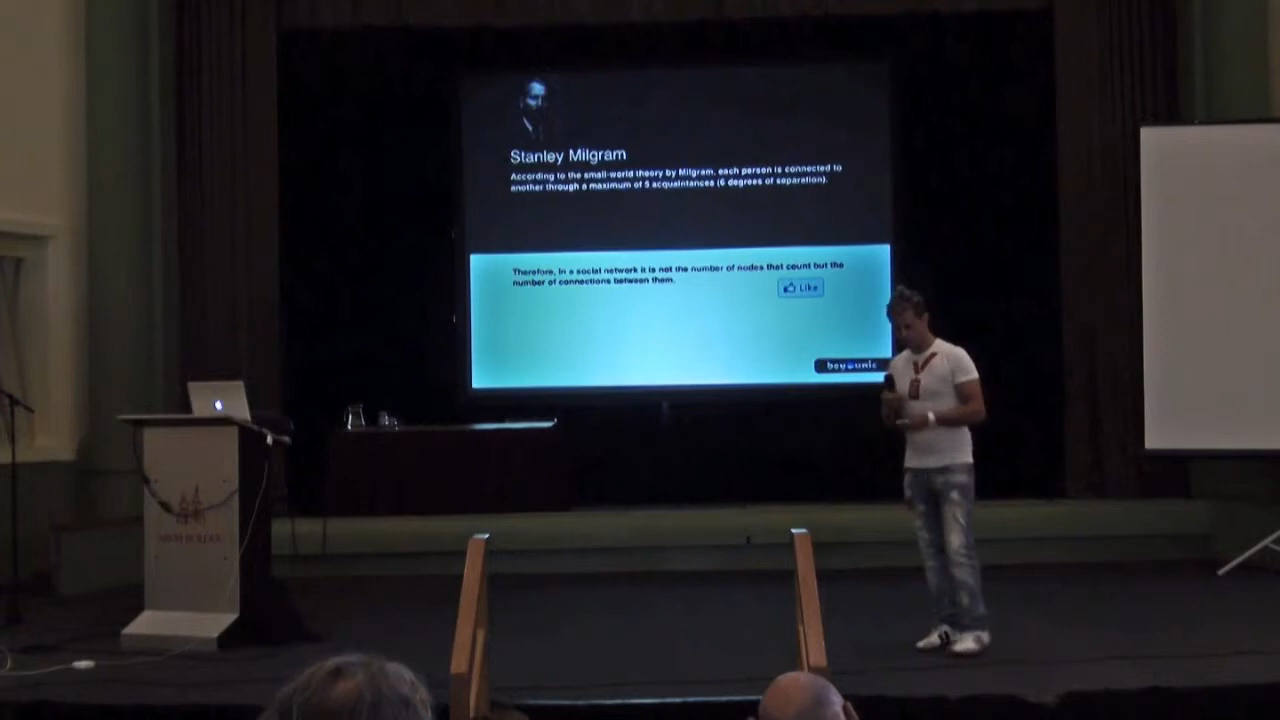 Stanley Milgram
According to the small-world theory by Milgram, each person is connected to
another through a maximum of 5 acquaintances (6 degrees of separation).
Therefore, in a social network it is not the number of nodes that count but the
number of connections between them.
Like